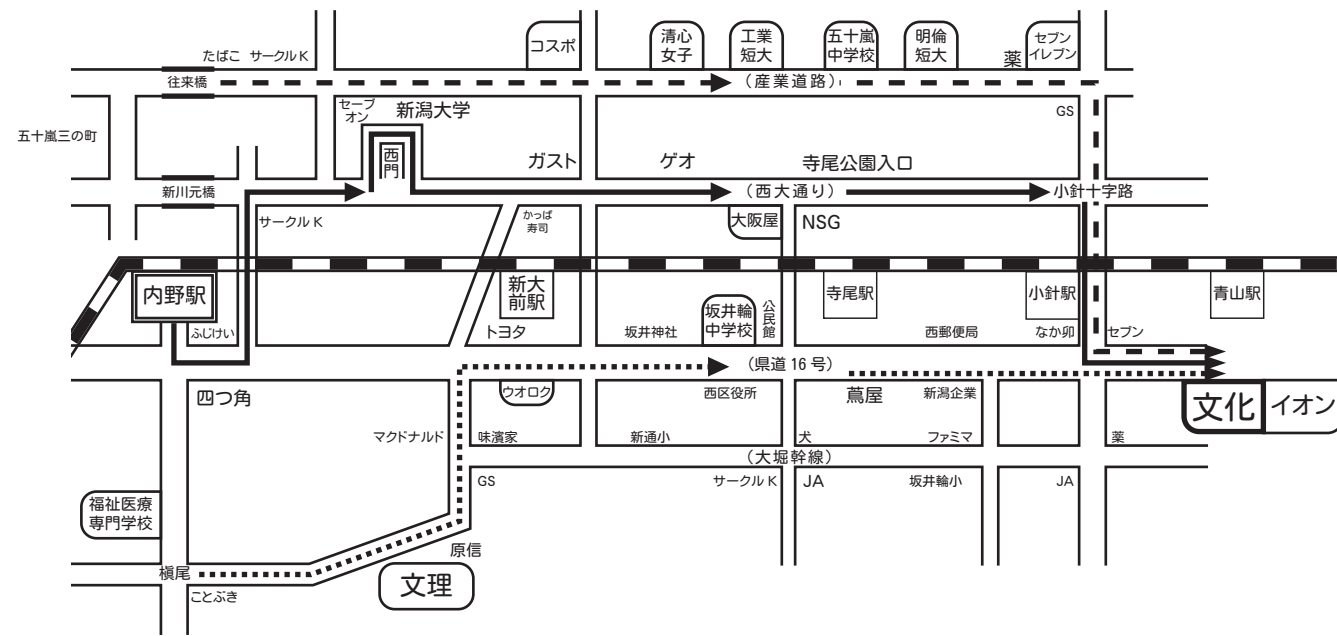 コスポ
清心
女子
工業
短大
五十嵐
中学校
明倫
短大
薬
セブン
イレブン
たばこ サークルK
往来橋
(産業道路)
セーブ
オン
新潟大学
GS
五十嵐三の町
西門
ガスト
ゲオ
寺尾公園入口
新川元橋
(西大通り)
小針十字路
サークルK
かっぱ
寿司
大阪屋
NSG
内野駅
新大
前駅
寺尾駅
小針駅
青山駅
坂井輪
中学校
公民館
ふじけい
トヨタ
坂井神社
西郵便局
なか卯
セブン
(県道16号)
四つ角
ウオロク
西区役所
蔦屋
新潟企業
文化
イオン
マクドナルド
味濱家
新通小
犬
ファミマ
薬
(大堀幹線)
GS
サークルK
JA
坂井輪小
JA
福祉医療
専門学校
原信
槇尾
文理
ことぶき